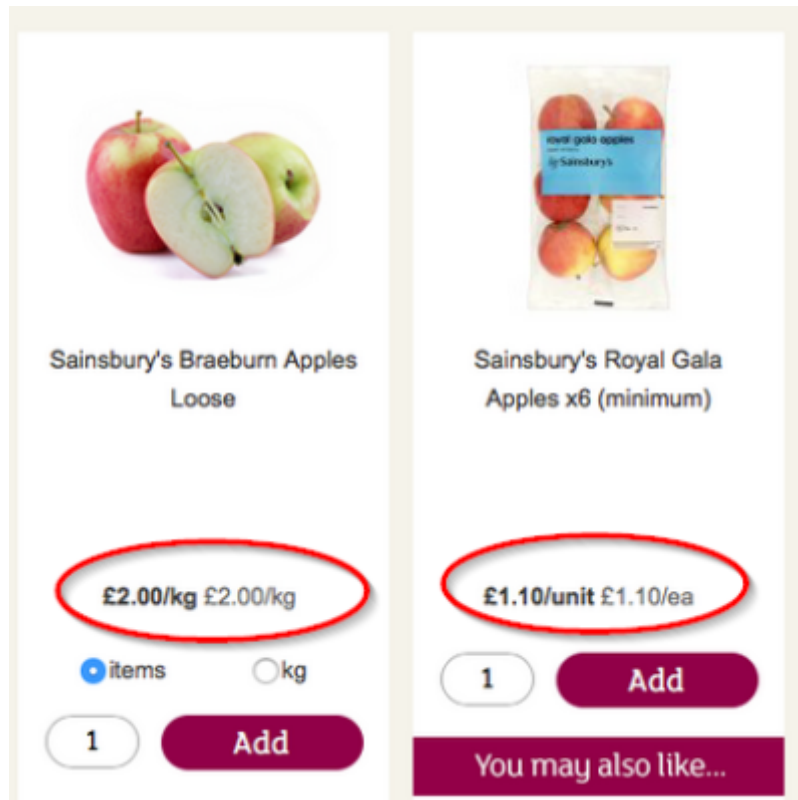 royal gala apples
Sainsbury's
Sainsbury's Braeburn Apples
Loose
£2.00/kg £2.00/kg
items kg
1 Add
Sainsbury's Royal Gala
Apples x6 (minimum)
£1.10/unit £1.10/ea
1 Add
You may also like...